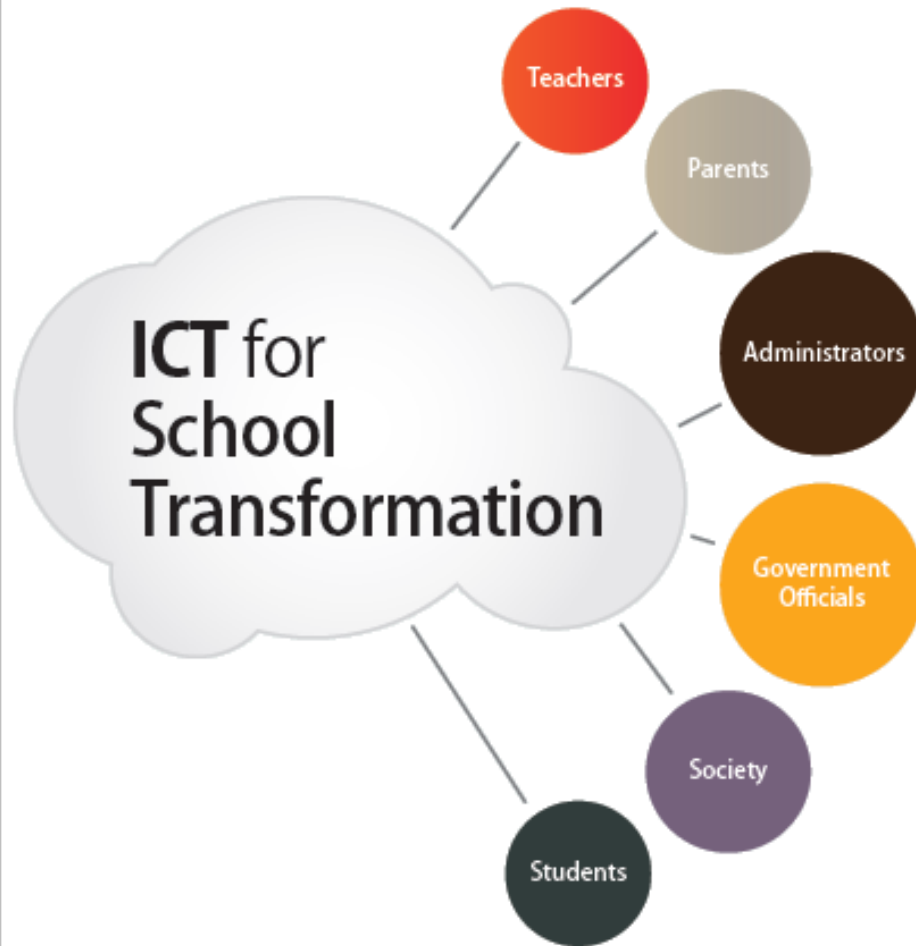 Teachers
Parents
Administrators
ICT for
School
Transformation
Government
Officials
Society
Students